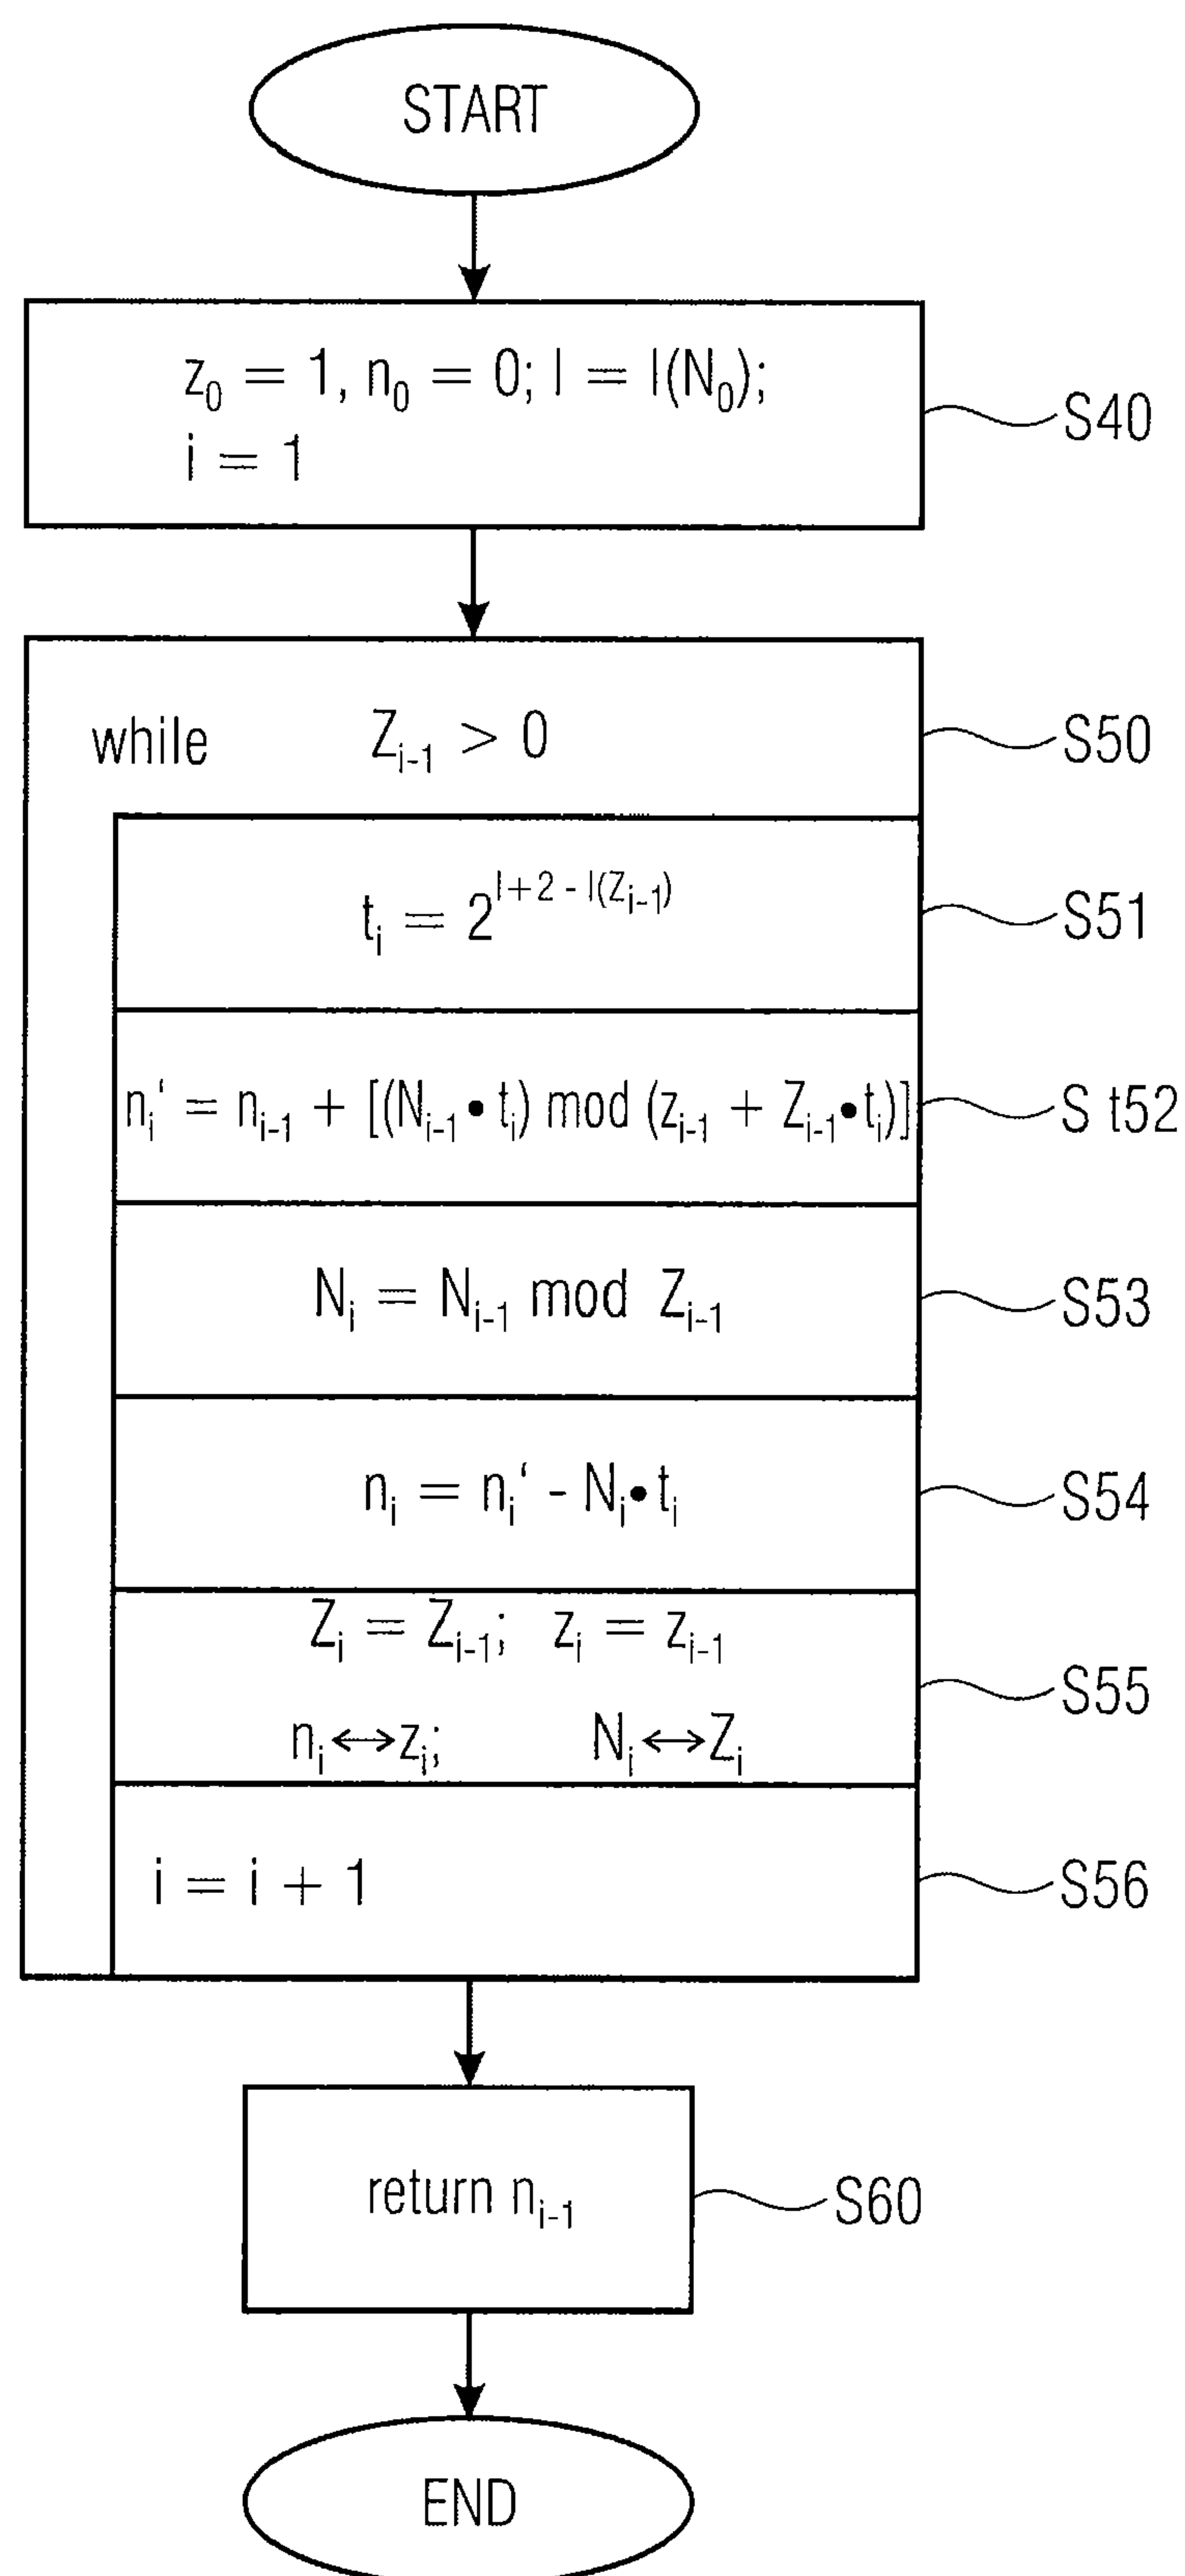 START
z₀ = 1, n₀ = 0; l = l(N₀);
i = 1
S40
while Zᵢ₋₁ > 0
S50
tᵢ = 2^(l+2 - l(Zᵢ₋₁))
S51
nᵢ‘ = nᵢ₋₁ + [(Nᵢ₋₁•tᵢ) mod (zᵢ₋₁ + Zᵢ₋₁•tᵢ)]
S t52
Nᵢ = Nᵢ₋₁ mod Zᵢ₋₁
S53
nᵢ = nᵢ‘ - Nᵢ•tᵢ
S54
Zᵢ = Zᵢ₋₁; zᵢ = zᵢ₋₁
nᵢ↔zᵢ; Nᵢ↔Zᵢ
S55
i = i + 1
S56
return nᵢ₋₁
S60
END